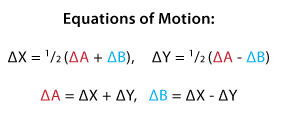 Equations of Motion:
ΔX = ¹/₂ (ΔA + ΔB), ΔY = ¹/₂ (ΔA - ΔB)
ΔA = ΔX + ΔY, ΔB = ΔX - ΔY